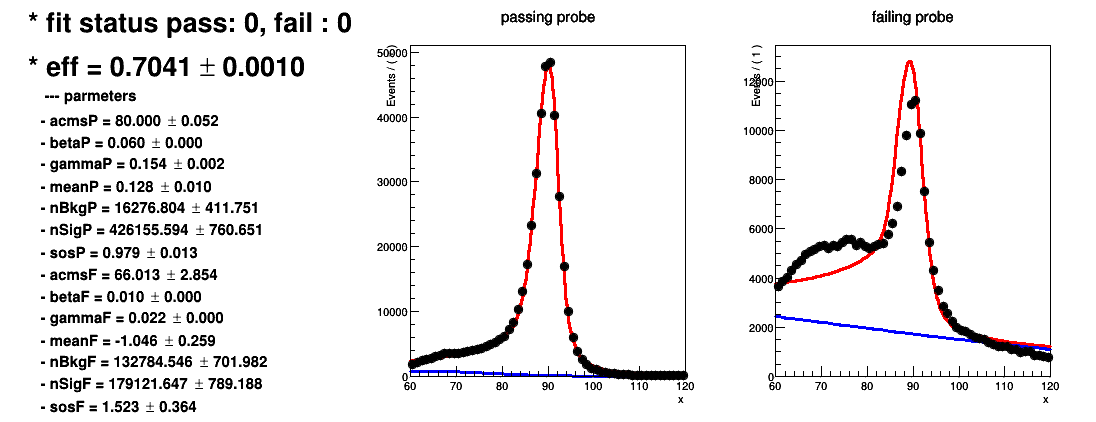 * fit status pass: 0, fail : 0
* eff = 0.7041 ± 0.0010
--- parmeters
- acmsP = 80.000 ± 0.052
- betaP = 0.060 ± 0.000
- gammaP = 0.154 ± 0.002
- meanP = 0.128 ± 0.010
- nBkgP = 16276.804 ± 411.751
- nSigP = 426155.594 ± 760.651
- sosP = 0.979 ± 0.013
- acmsF = 66.013 ± 2.854
- betaF = 0.010 ± 0.000
- gammaF = 0.022 ± 0.000
- meanF = -1.046 ± 0.259
- nBkgF = 132784.546 ± 701.982
- nSigF = 179121.647 ± 789.188
- sosF = 1.523 ± 0.364
passing probe
Events / ( 1 )
50000
40000
30000
20000
10000
0
60 70 80 90 100 110 120
x
failing probe
Events / ( 1 )
12000
10000
8000
6000
4000
2000
0
60 70 80 90 100 110 120
x